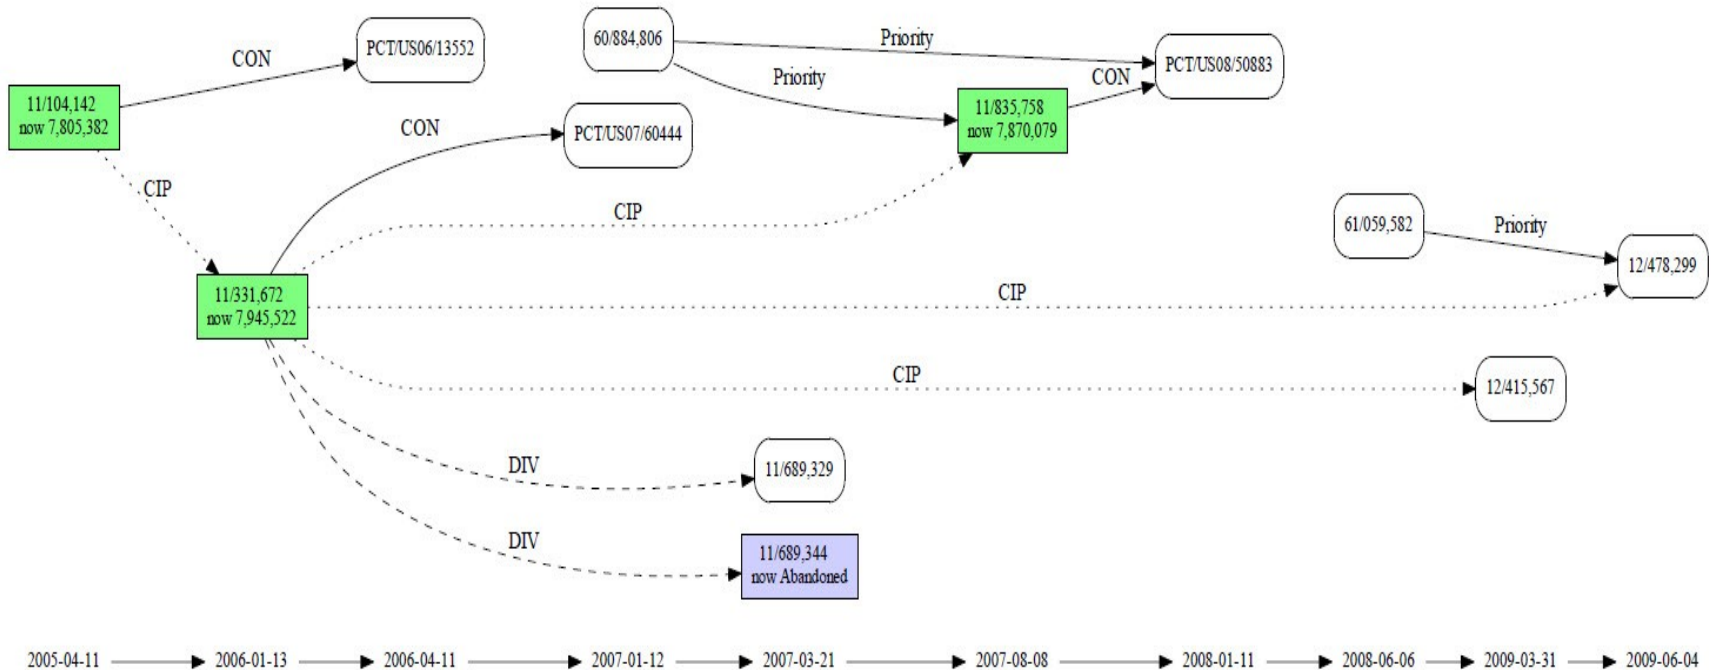 PCT/US06/13552
60/884,806
Priority
PCT/US08/50883
CON
Priority
CON
11/104,142
now 7,805,382
11/835,758
now 7,870,079
CON
PCT/US07/60444
CIP
CIP
61/059,582
Priority
12/478,299
11/331,672
now 7,945,522
CIP
CIP
12/415,567
DIV
11/689,329
DIV
11/689,344
now Abandoned
2005-04-11
2006-01-13
2006-04-11
2007-01-12
2007-03-21
2007-08-08
2008-01-11
2008-06-06
2009-03-31
2009-06-04